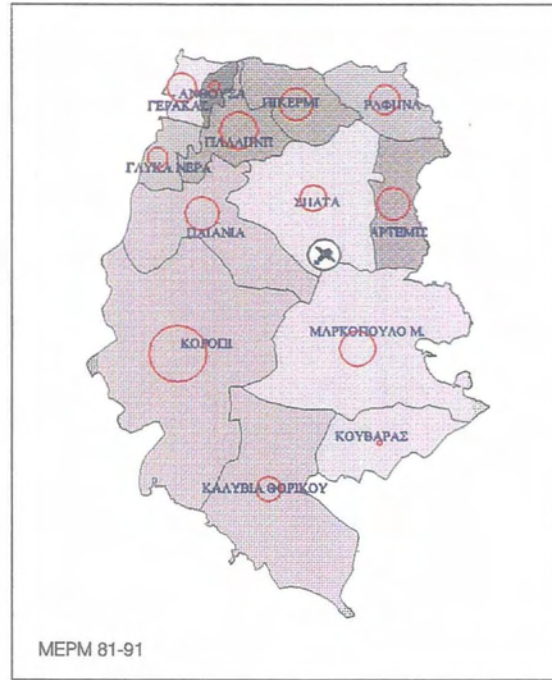 ΑΝΘΟΥΣΑ
ΓΕΡΑΚΑΣ
ΠΙΚΕΡΜΙ
ΡΑΦΗΝΑ
ΠΑΛΛΗΝΗ
ΓΛΥΚΑ ΝΕΡΑ
ΣΠΑΤΑ
ΠΑΙΑΝΙΑ
ΑΡΤΕΜΙΣ
ΚΟΡΩΠΙ
ΜΑΡΚΟΠΟΥΛΟ Μ.
ΚΟΥΒΑΡΑΣ
ΚΑΛΥΒΙΑ ΘΟΡΙΚΟΥ
ΜΕΡΜ 81-91